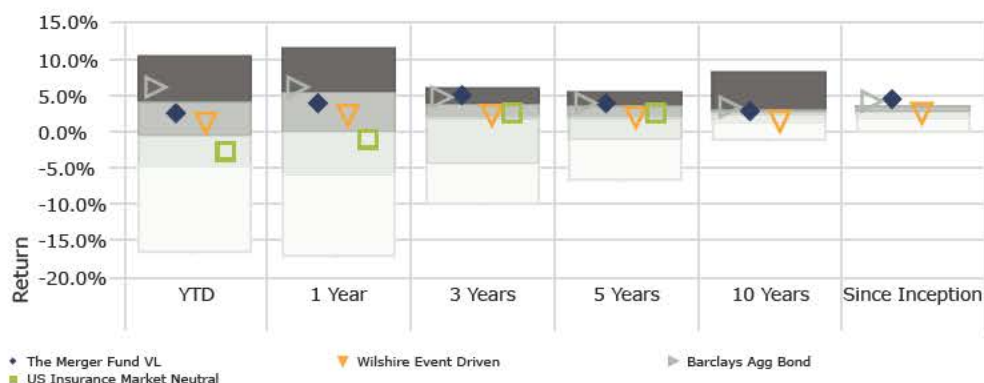 15.0%
10.0%
5.0%
0.0%
-5.0%
-10.0%
-15.0%
-20.0%
Return
YTD 1 Year 3 Years 5 Years 10 Years Since Inception
The Merger Fund VL Wilshire Event Driven Barclays Agg Bond
US Insurance Market Neutral